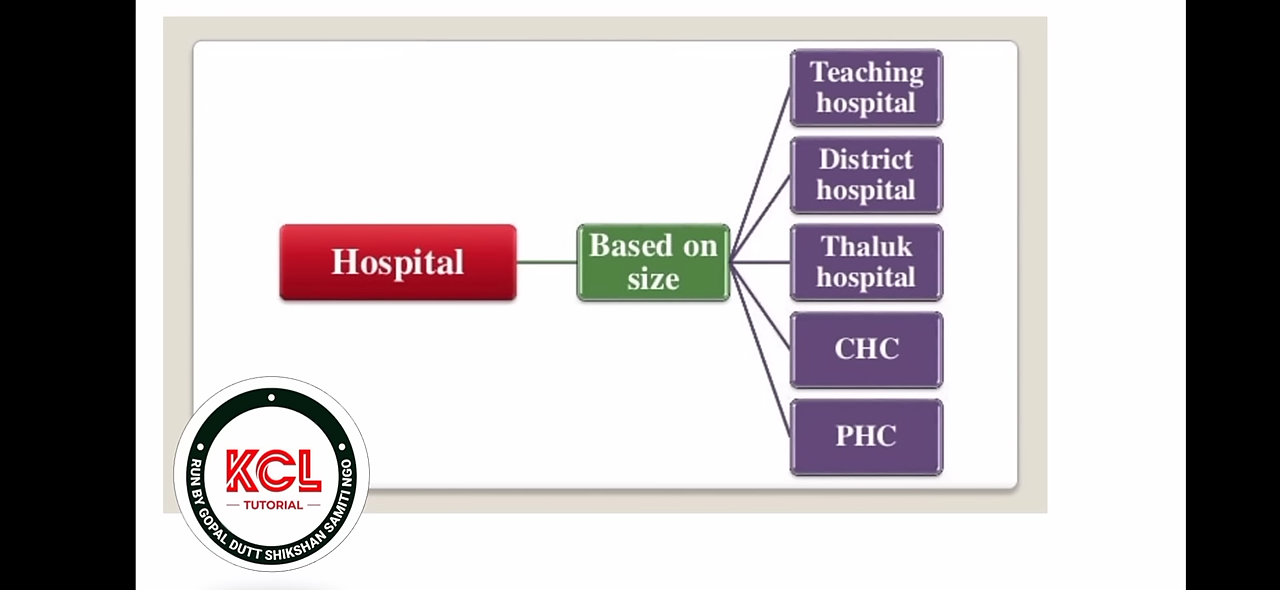 Teaching
hospital
District
hospital
Hospital
Based on
size
Thaluk
hospital
CHC
PHC
KCL
TUTORIAL
RUN BY GOPAL DUTT SHIKSHAN SAMITI NGO